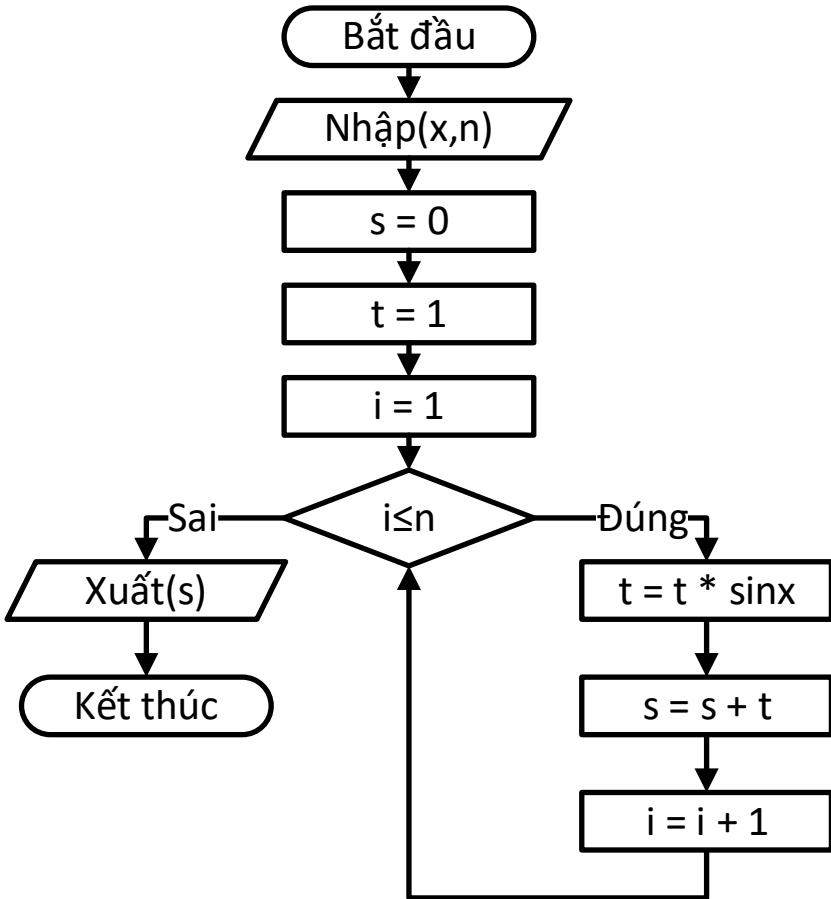 Bắt đầu
Nhập(x,n)
s = 0
t = 1
i = 1
i≤n
Sai
Đúng
Xuất(s)
Kết thúc
t = t * sinx
s = s + t
i = i + 1